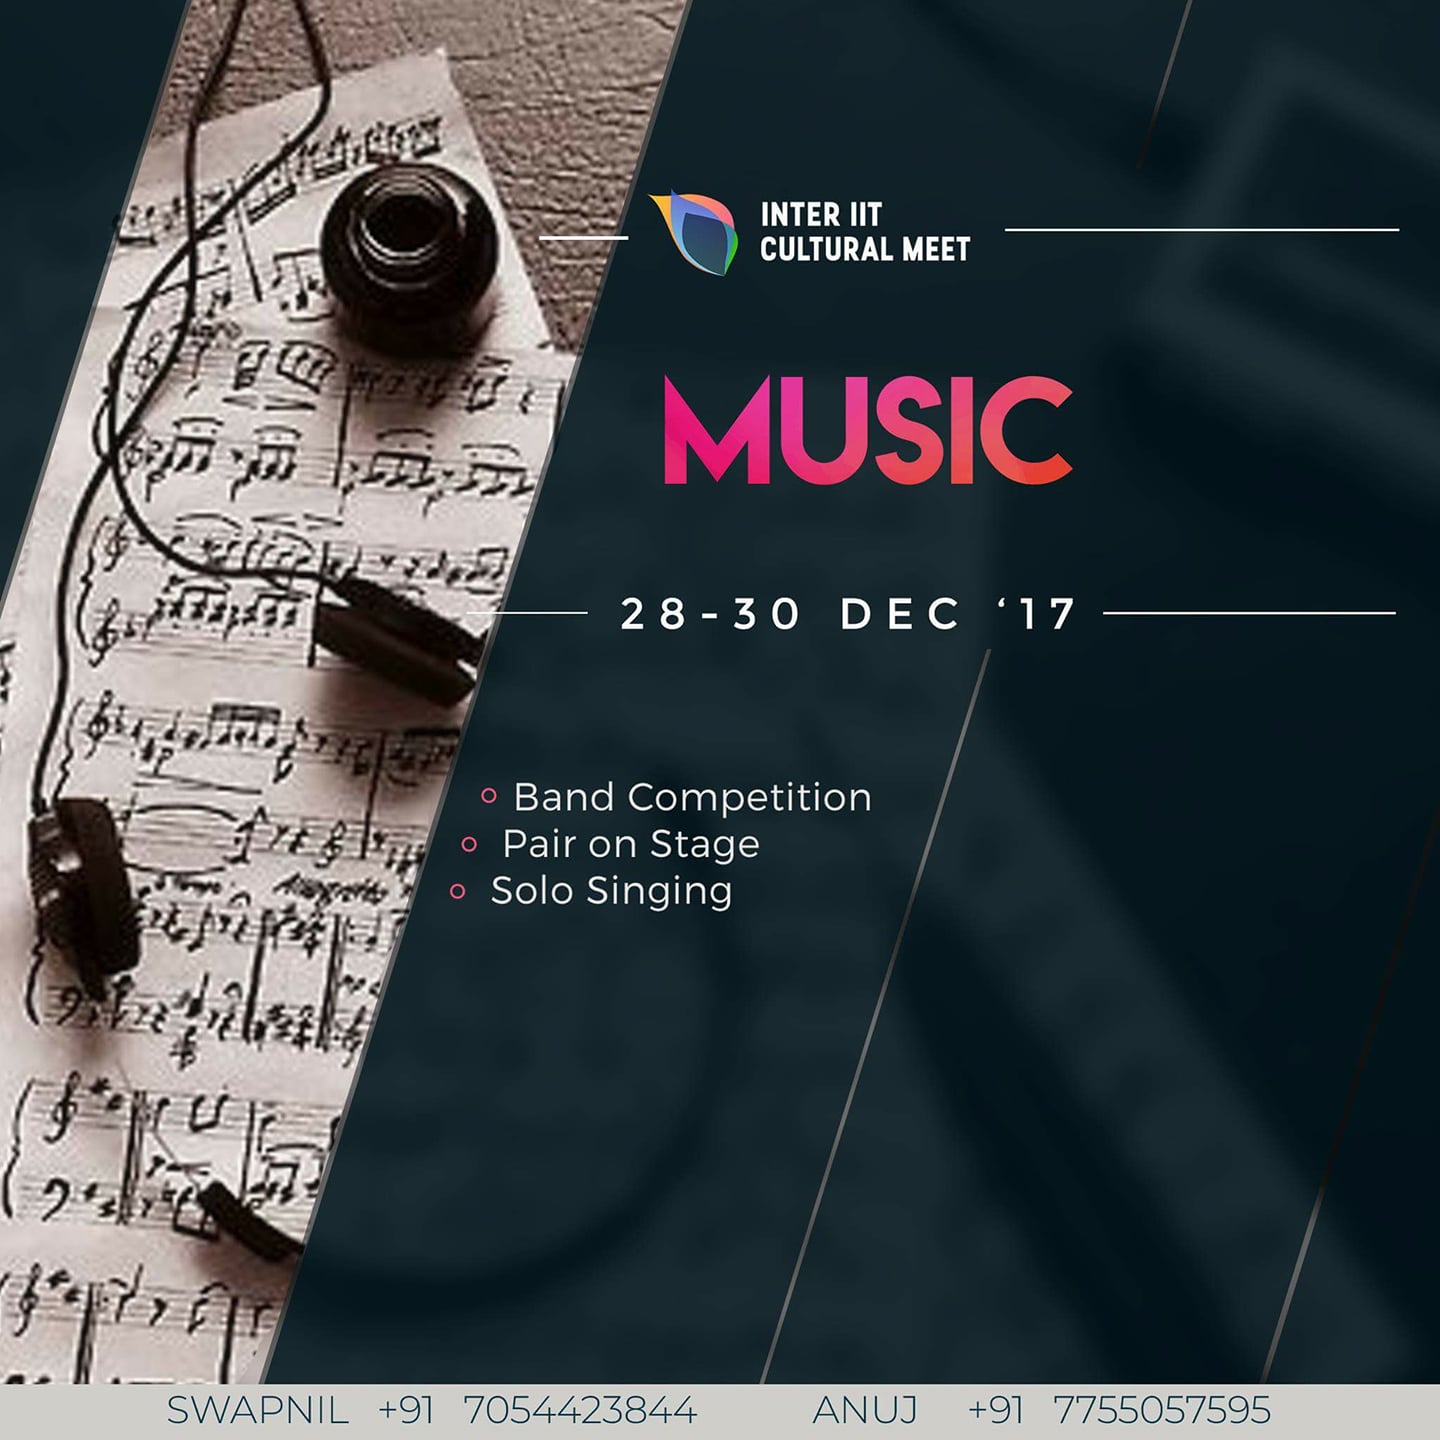 INTER IIT
CULTURAL MEET
MUSIC
28-30 DEC ‘17
Band Competition
Pair on Stage
Solo Singing
SWAPNIL +91 7054423844 ANUJ +91 7755057595